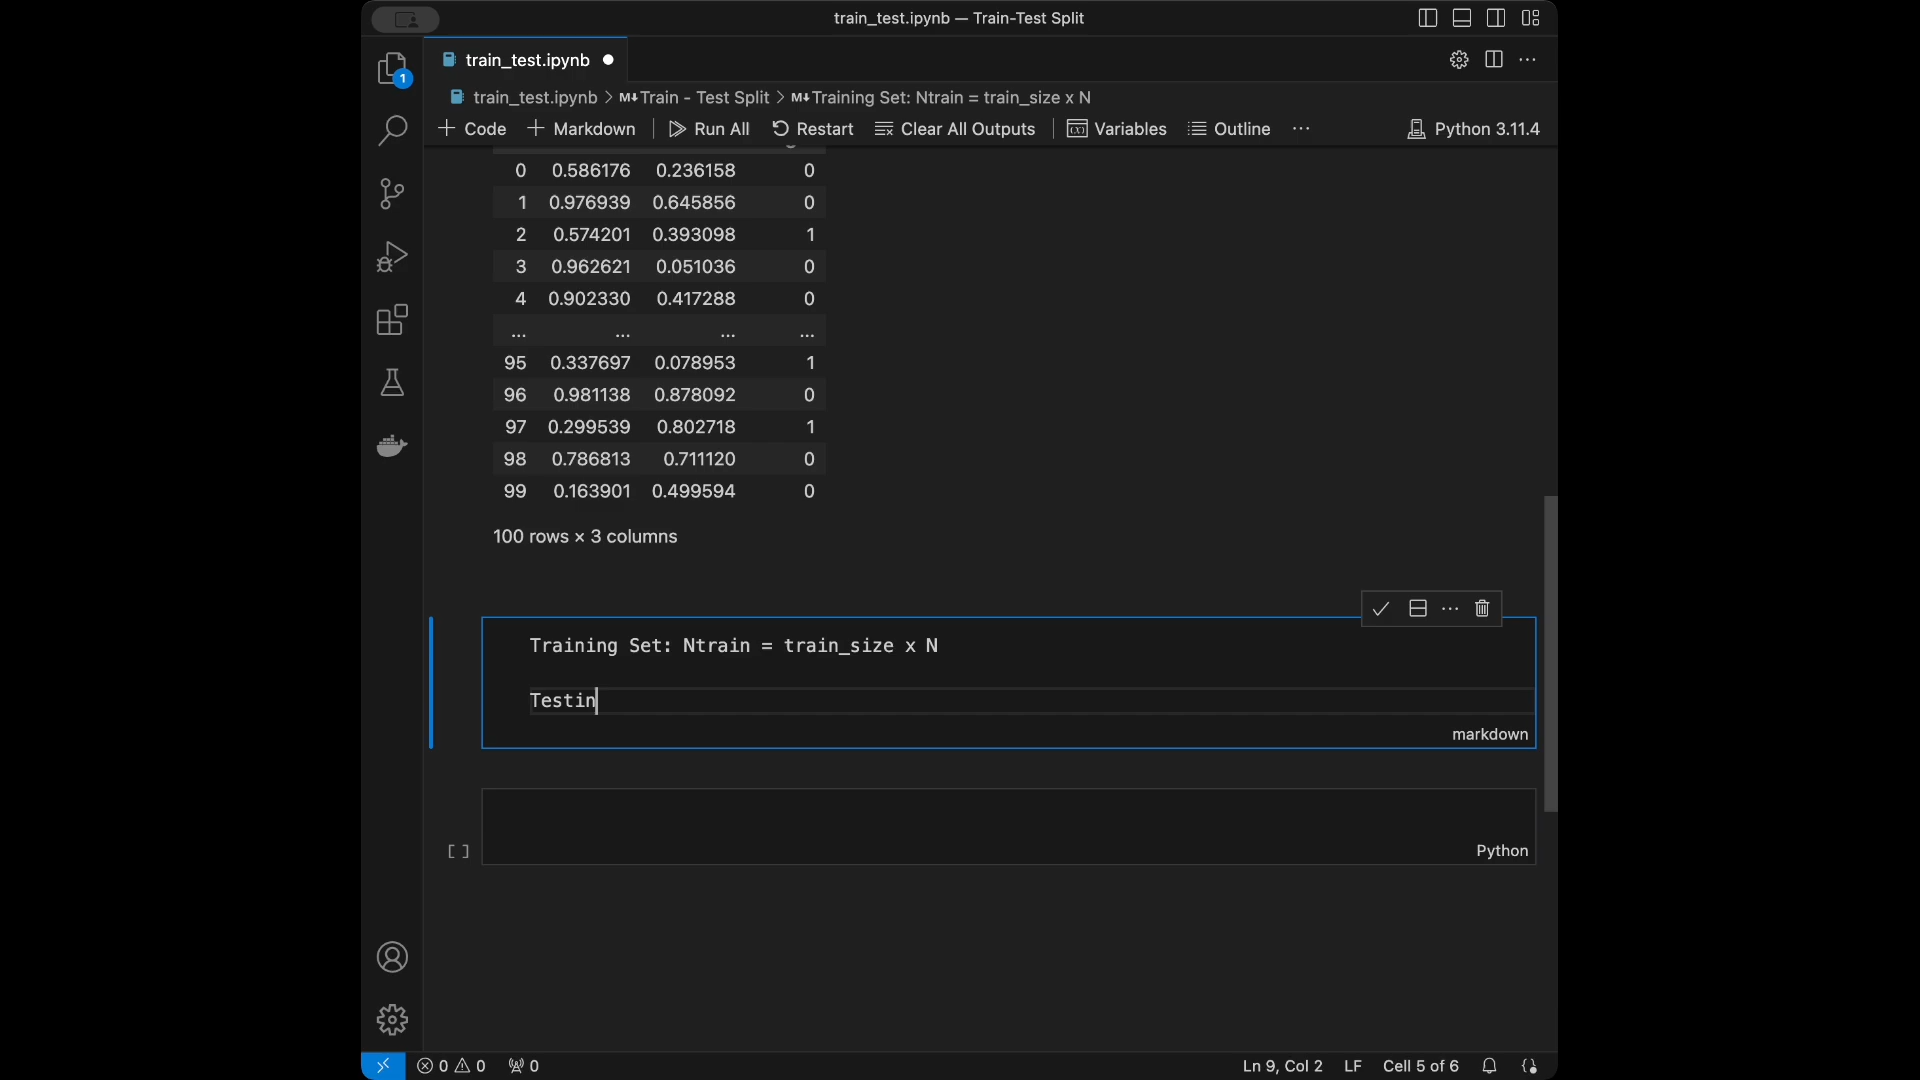 train_test.ipynb — Train-Test Split
train_test.ipynb
1
train_test.ipynb > M↓ Train - Test Split > M↓ Training Set: Ntrain = train_size x N
+ Code + Markdown Run All Restart Clear All Outputs Variables Outline ... Python 3.11.4
0 0.586176 0.236158 0
1 0.976939 0.645856 0
2 0.574201 0.393098 1
3 0.962621 0.051036 0
4 0.902330 0.417288 0
... ... ... ...
95 0.337697 0.078953 1
96 0.981138 0.878092 0
97 0.299539 0.802718 1
98 0.786813 0.711120 0
99 0.163901 0.499594 0
100 rows × 3 columns
Training Set: Ntrain = train_size x N
Testin
markdown
[ ]
Python
0 0 0 Ln 9, Col 2 LF Cell 5 of 6